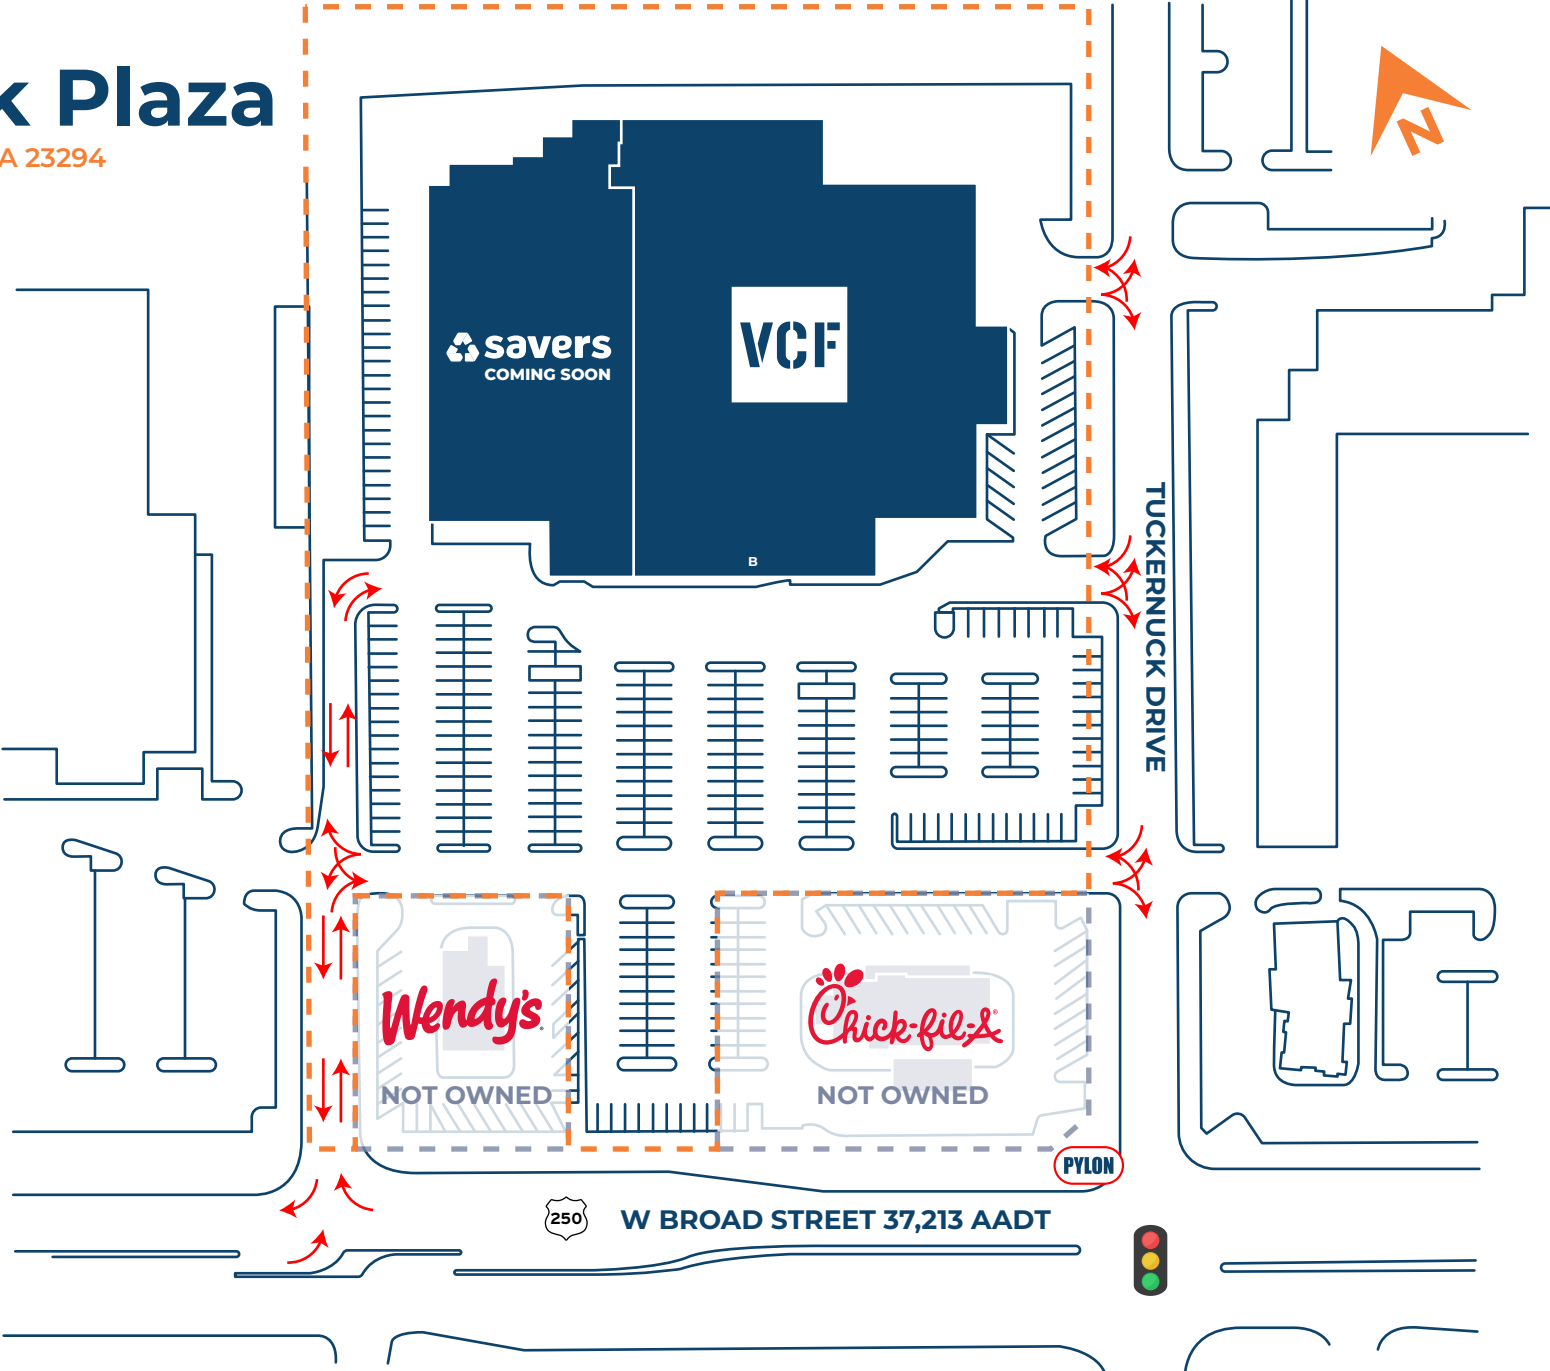 k Plaza
A 23294
N
savers
COMING SOON
VCF
B
TUCKERNUCK DRIVE
Wendy's
NOT OWNED
Chick-fil-A
NOT OWNED
PYLON
250
W BROAD STREET 37,213 AADT